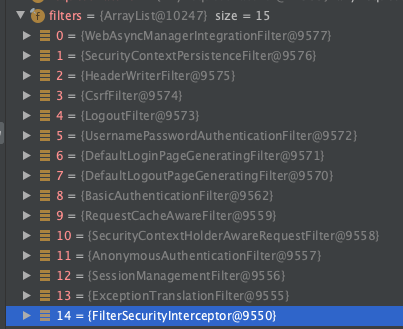 filters = {ArrayList@10247} size = 15
0 = {WebAsyncManagerIntegrationFilter@9577}
1 = {SecurityContextPersistenceFilter@9576}
2 = {HeaderWriterFilter@9575}
3 = {CsrfFilter@9574}
4 = {LogoutFilter@9573}
5 = {UsernamePasswordAuthenticationFilter@9572}
6 = {DefaultLoginPageGeneratingFilter@9571}
7 = {DefaultLogoutPageGeneratingFilter@9570}
8 = {BasicAuthenticationFilter@9562}
9 = {RequestCacheAwareFilter@9559}
10 = {SecurityContextHolderAwareRequestFilter@9558}
11 = {AnonymousAuthenticationFilter@9557}
12 = {SessionManagementFilter@9556}
13 = {ExceptionTranslationFilter@9555}
14 = {FilterSecurityInterceptor@9550}